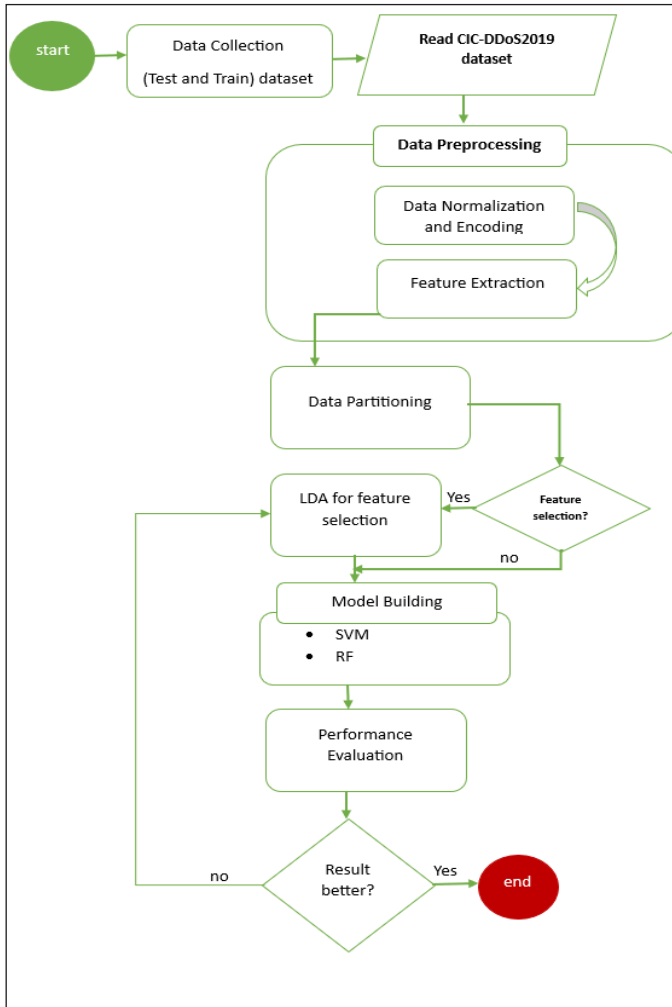 start
Data Collection
(Test and Train) dataset
Read CIC-DDoS2019
dataset
Data Preprocessing
Data Normalization
and Encoding
Feature Extraction
Data Partitioning
LDA for feature
selection
Yes
Feature
selection?
no
Model Building
• SVM
• RF
Performance
Evaluation
no
Result
better?
Yes
end